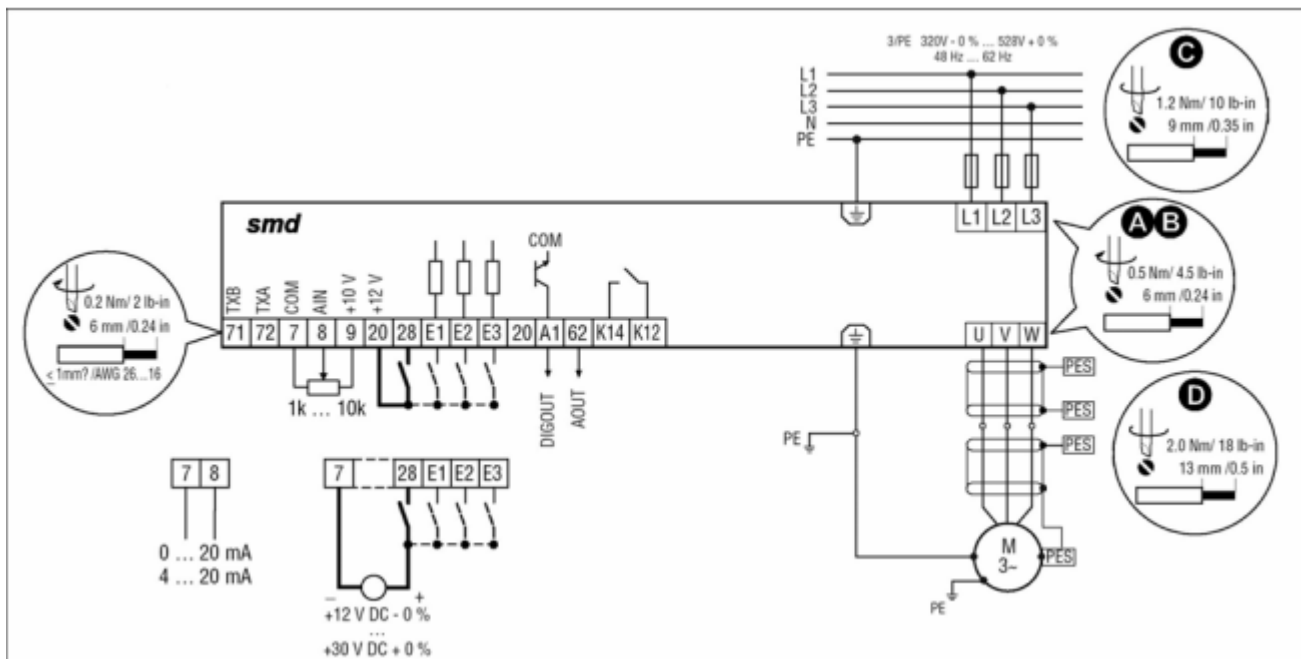 3/PE 320V - 0 % .... 528V + 0 %
48 Hz .... 62 Hz
L1
L2
L3
N
PE
C
1.2 Nm/ 10 lb-in
9 mm /0.35 in
smd
L1 L2 L3
A B
0.5 Nm/ 4.5 lb-in
6 mm /0.24 in
COM
0.2 Nm/ 2 lb-in
6 mm /0.24 in
≤ 1mm? /AWG 26...16
TXB
TXA
COM
AIN
+10 V
+12 V
71 72 7 8 9 20 28 E1 E2 E3 20 A1 62 K14 K12
U V W
1k ... 10k
DIGOUT
AOUT
PE
PES
PES
PES
D
2.0 Nm/ 18 lb-in
13 mm /0.5 in
7 8
0 ... 20 mA
4 ... 20 mA
7 28 E1 E2 E3
– +
+12 V DC - 0 %
...
+30 V DC + 0 %
M
3~
PES
PE